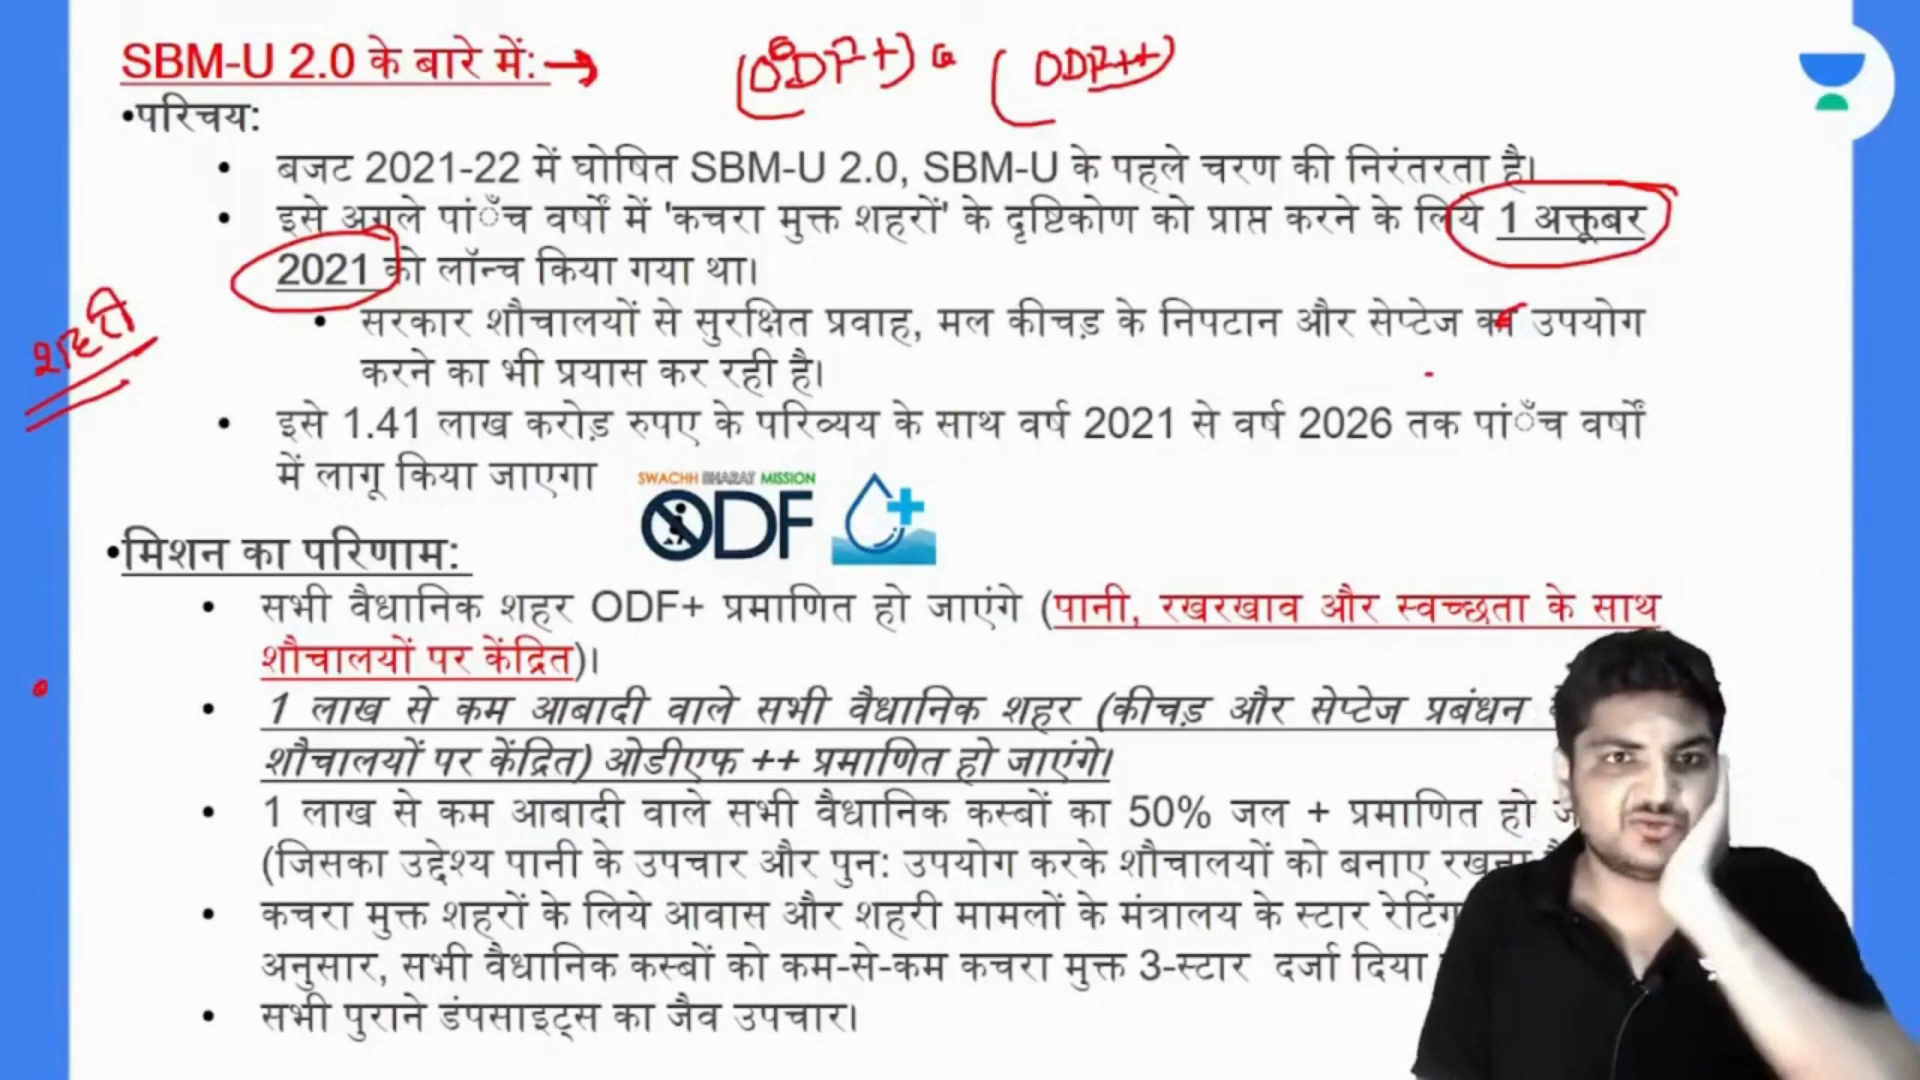 SBM-U 2.0 के बारे में:
(ODF+) (ODF++)
•परिचय:
• बजट 2021-22 में घोषित SBM-U 2.0, SBM-U के पहले चरण की निरंतरता है।
• इसे अगले पांँच वर्षों में 'कचरा मुक्त शहरों' के दृष्टिकोण को प्राप्त करने के लिये 1 अक्तूबर
2021 को लॉन्च किया गया था।
शहरी
• सरकार शौचालयों से सुरक्षित प्रवाह, मल कीचड़ के निपटान और सेप्टेज का उपयोग
करने का भी प्रयास कर रही है।
• इसे 1.41 लाख करोड़ रुपए के परिव्यय के साथ वर्ष 2021 से वर्ष 2026 तक पांँच वर्षों
में लागू किया जाएगा
SWACHH BHARAT MISSION
ODF +
•मिशन का परिणाम:
• सभी वैधानिक शहर ODF+ प्रमाणित हो जाएंगे (पानी, रखरखाव और स्वच्छता के साथ
शौचालयों पर केंद्रित)।
• 1 लाख से कम आबादी वाले सभी वैधानिक शहर (कीचड़ और सेप्टेज प्रबंधन
शौचालयों पर केंद्रित) ओडीएफ ++ प्रमाणित हो जाएंगे।
• 1 लाख से कम आबादी वाले सभी वैधानिक कस्बों का 50% जल + प्रमाणित हो
(जिसका उद्देश्य पानी के उपचार और पुन: उपयोग करके शौचालयों को बनाए रखना
• कचरा मुक्त शहरों के लिये आवास और शहरी मामलों के मंत्रालय के स्टार रेटिंग
अनुसार, सभी वैधानिक कस्बों को कम-से-कम कचरा मुक्त 3-स्टार दर्जा दिया
• सभी पुराने डंपसाइट्स का जैव उपचार।